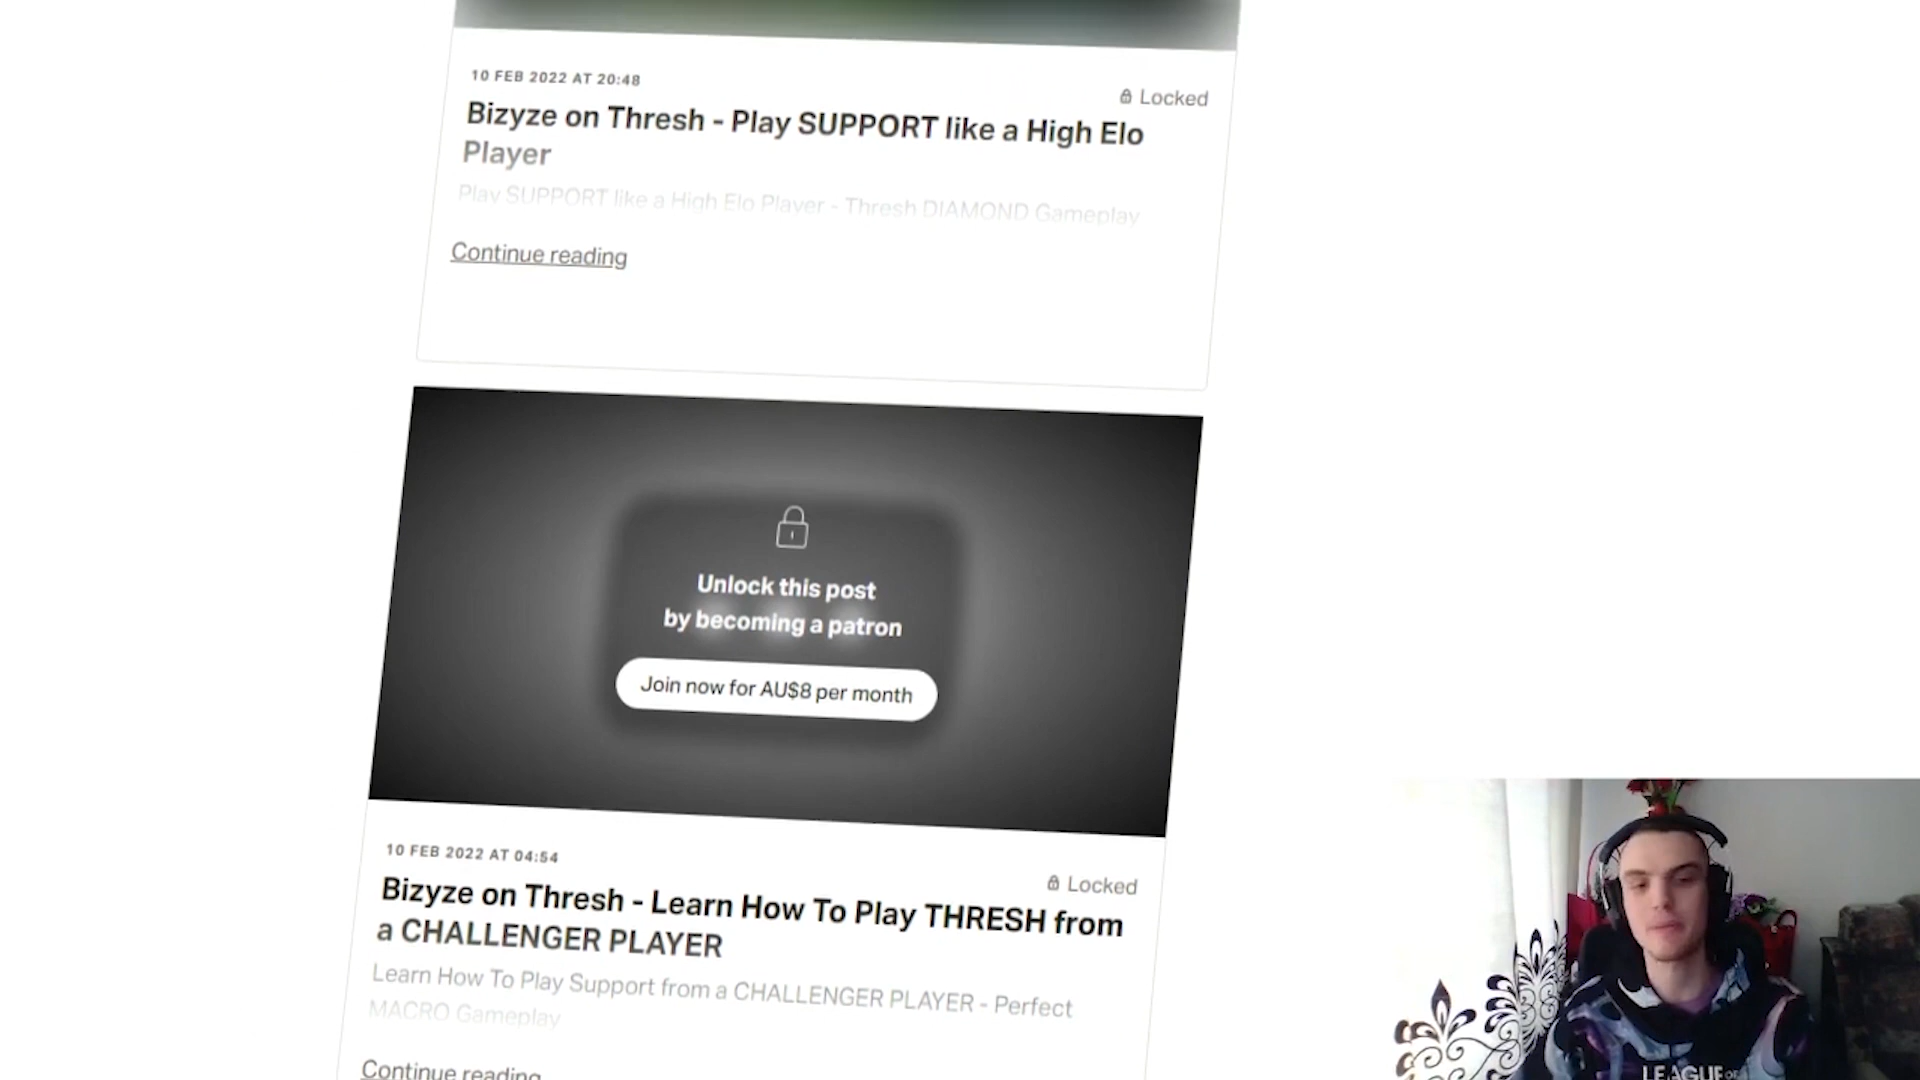 10 FEB 2022 AT 20:48
Locked
Bizyze on Thresh - Play SUPPORT like a High Elo
Player
Play SUPPORT like a High Elo Player - Thresh DIAMOND Gameplay
Continue reading
Unlock this post
by becoming a patron
Join now for AU$8 per month
10 FEB 2022 AT 04:54
Locked
Bizyze on Thresh - Learn How To Play THRESH from
a CHALLENGER PLAYER
Learn How To Play Support from a CHALLENGER PLAYER - Perfect
MACRO Gameplay
Continue reading
LEAGUE OF